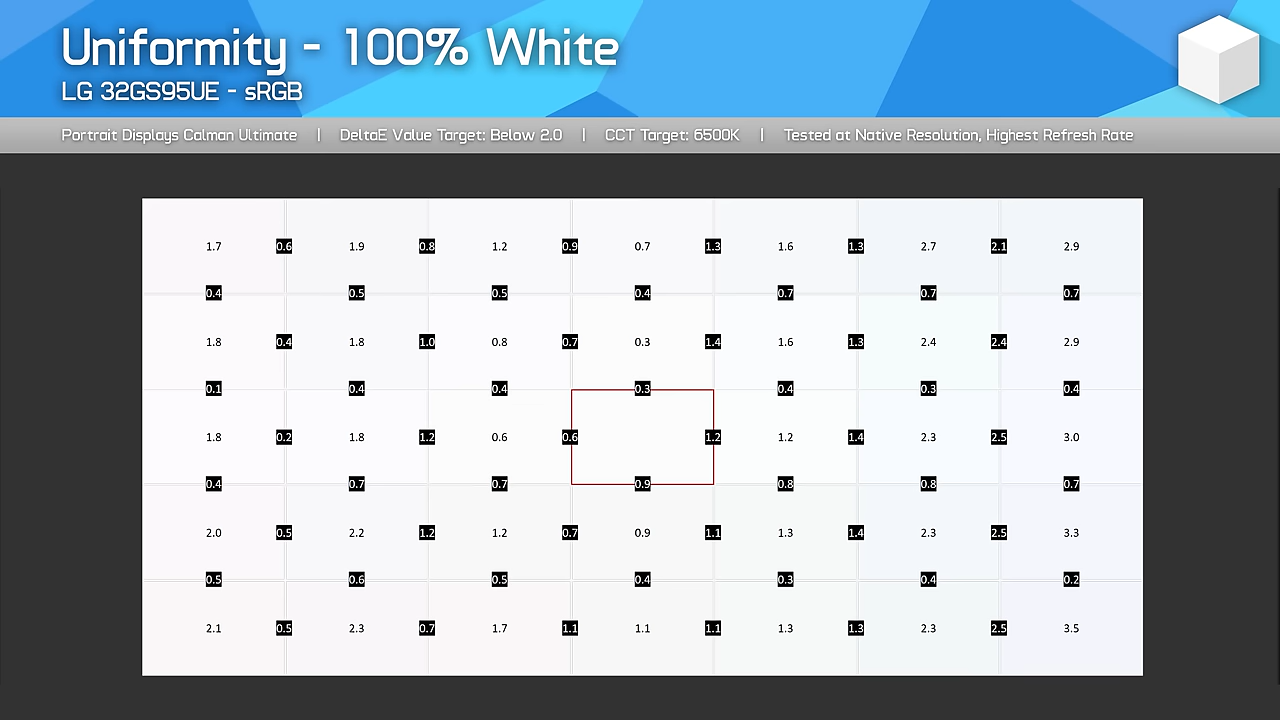 Uniformity - 100% White
LG 32GS95UE - sRGB
Portrait Displays Calman Ultimate | DeltaE Value Target: Below 2.0 | CCT Target: 6500K | Tested at Native Resolution, Highest Refresh Rate
1.7 0.6 1.9 0.8 1.2 0.9 0.7 1.3 1.6 1.3 2.7 2.1 2.9
0.4 0.5 0.5 0.4 0.7 0.7 0.7
1.8 0.4 1.8 1.0 0.8 0.7 0.3 1.4 1.6 1.3 2.4 2.4 2.9
0.1 0.4 0.4 0.3 0.4 0.3 0.4
1.8 0.2 1.8 1.2 0.6 0.6 1.2 1.2 1.4 2.3 2.5 3.0
0.4 0.7 0.7 0.9 0.8 0.8 0.7
2.0 0.5 2.2 1.2 1.2 0.7 0.9 1.1 1.3 1.4 2.3 2.5 3.3
0.5 0.6 0.5 0.4 0.3 0.4 0.2
2.1 0.5 2.3 0.7 1.7 1.1 1.1 1.1 1.3 1.3 2.3 2.5 3.5